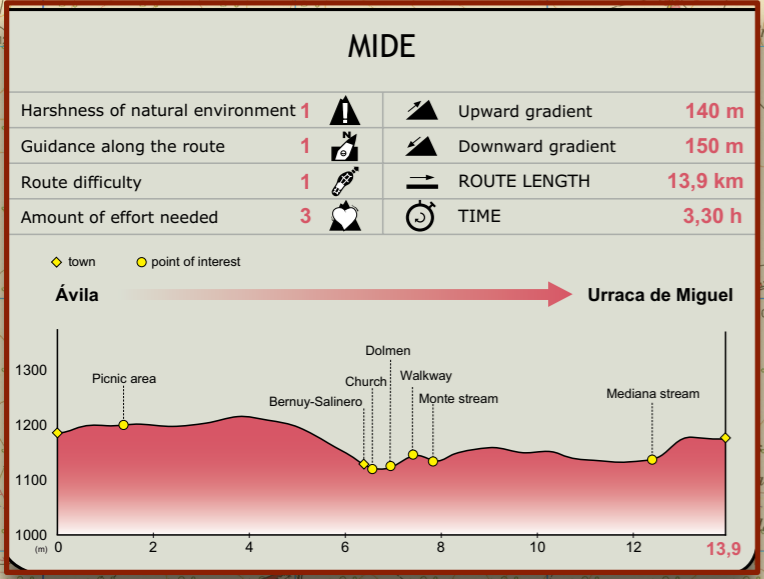 MIDE
Harshness of natural environment 1
Upward gradient 140 m
Guidance along the route 1
N
Downward gradient 150 m
Route difficulty 1
ROUTE LENGTH 13,9 km
Amount of effort needed 3
TIME 3,30 h
town
point of interest
Ávila
Urraca de Miguel
Dolmen
Picnic area
Church
Walkway
Bernuy-Salinero
Monte stream
Mediana stream
1300
1200
1100
1000
(m)
0 2 4 6 8 10 12 13,9